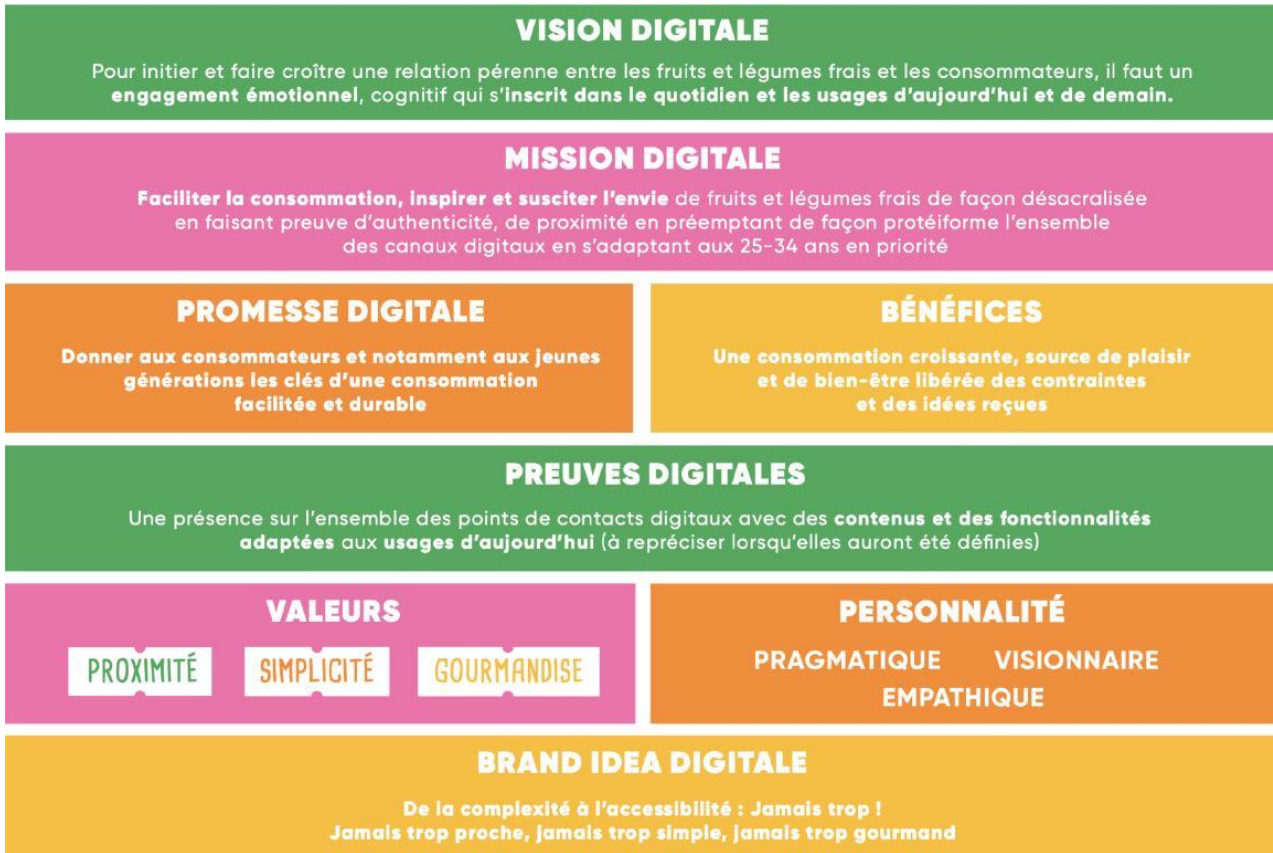 VISION DIGITALE
Pour initier et faire croître une relation pérenne entre les fruits et légumes frais et les consommateurs, il faut un
engagement émotionnel, cognitif qui s'inscrit dans le quotidien et les usages d'aujourd'hui et de demain.
MISSION DIGITALE
Faciliter la consommation, inspirer et susciter l'envie de fruits et légumes frais de façon désacralisée
en faisant preuve d'authenticité, de proximité en préemptant de façon protéiforme l'ensemble
des canaux digitaux en s'adaptant aux 25-34 ans en priorité
PROMESSE DIGITALE
Donner aux consommateurs et notamment aux jeunes
générations les clés d'une consommation
facilitée et durable
BÉNÉFICES
Une consommation croissante, source de plaisir
et de bien-être libérée des contraintes
et des idées reçues
PREUVES DIGITALES
Une présence sur l'ensemble des points de contacts digitaux avec des contenus et des fonctionnalités
adaptées aux usages d'aujourd'hui (à repréciser lorsqu'elles auront été définies)
VALEURS
PROXIMITÉ SIMPLICITÉ GOURMANDISE
PERSONNALITÉ
PRAGMATIQUE VISIONNAIRE
EMPATHIQUE
BRAND IDEA DIGITALE
De la complexité à l'accessibilité : Jamais trop !
Jamais trop proche, jamais trop simple, jamais trop gourmand